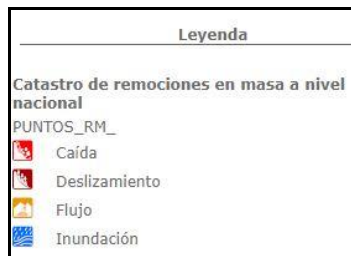 Leyenda
Catastro de remociones en masa a nivel
nacional
PUNTOS_RM_
Caída
Deslizamiento
Flujo
Inundación